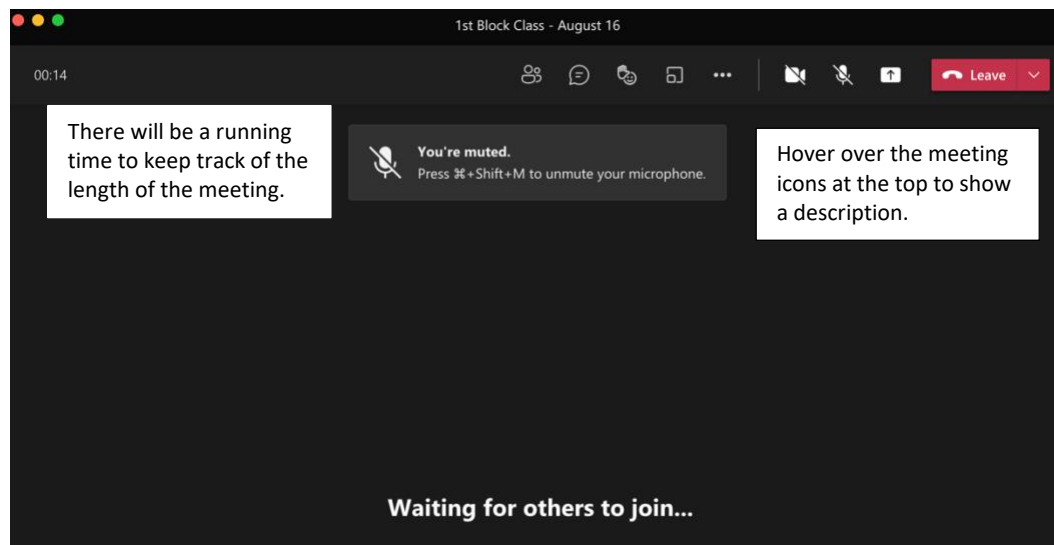 1st Block Class - August 16
00:14
Leave
There will be a running
time to keep track of the
length of the meeting.
You're muted.
Press ⌘+Shift+M to unmute your microphone.
Hover over the meeting
icons at the top to show
a description.
Waiting for others to join...